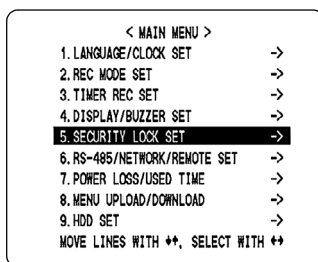 < MAIN MENU >
1. LANGUAGE/CLOCK SET ->
2. REC MODE SET ->
3. TIMER REC SET ->
4. DISPLAY/BUZZER SET ->
5. SECURITY LOCK SET ->
6. RS-485/NETWORK/REMOTE SET ->
7. POWER LOSS/USED TIME ->
8. MENU UPLOAD/DOWNLOAD ->
9. HDD SET ->
MOVE LINES WITH ↓↑, SELECT WITH ↔